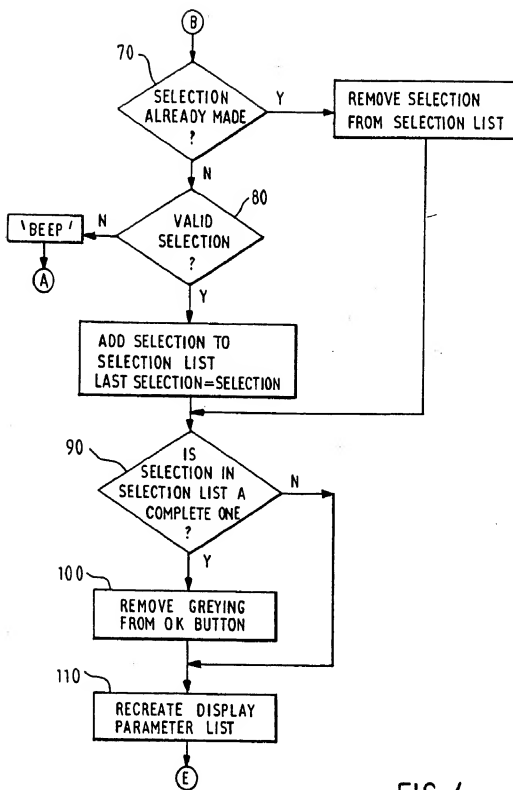 B
70
SELECTION
ALREADY MADE
?
Y
REMOVE SELECTION
FROM SELECTION LIST
N
80
VALID
SELECTION
?
N
'BEEP'
A
Y
ADD SELECTION TO
SELECTION LIST
LAST SELECTION=SELECTION
90
IS
SELECTION IN
SELECTION LIST A
COMPLETE ONE
?
N
Y
100
REMOVE GREYING
FROM OK BUTTON
110
RECREATE DISPLAY
PARAMETER LIST
E